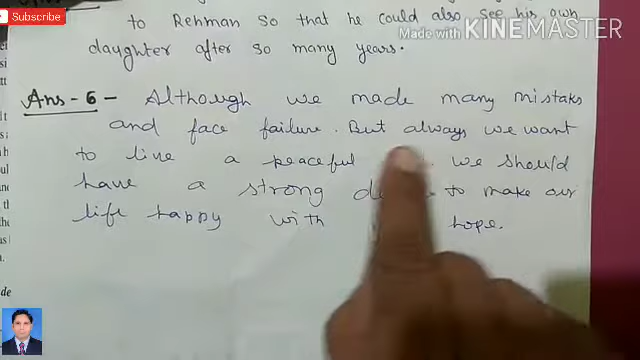 Subscribe
to Rehman so that he could also see his own
Made with KINEMASTER
daughter after so many years.
Ans - 6 - Although we made many mistaks
and face failure. But always we want
to live a peaceful we should
have a strong to make our
life happy with hope.